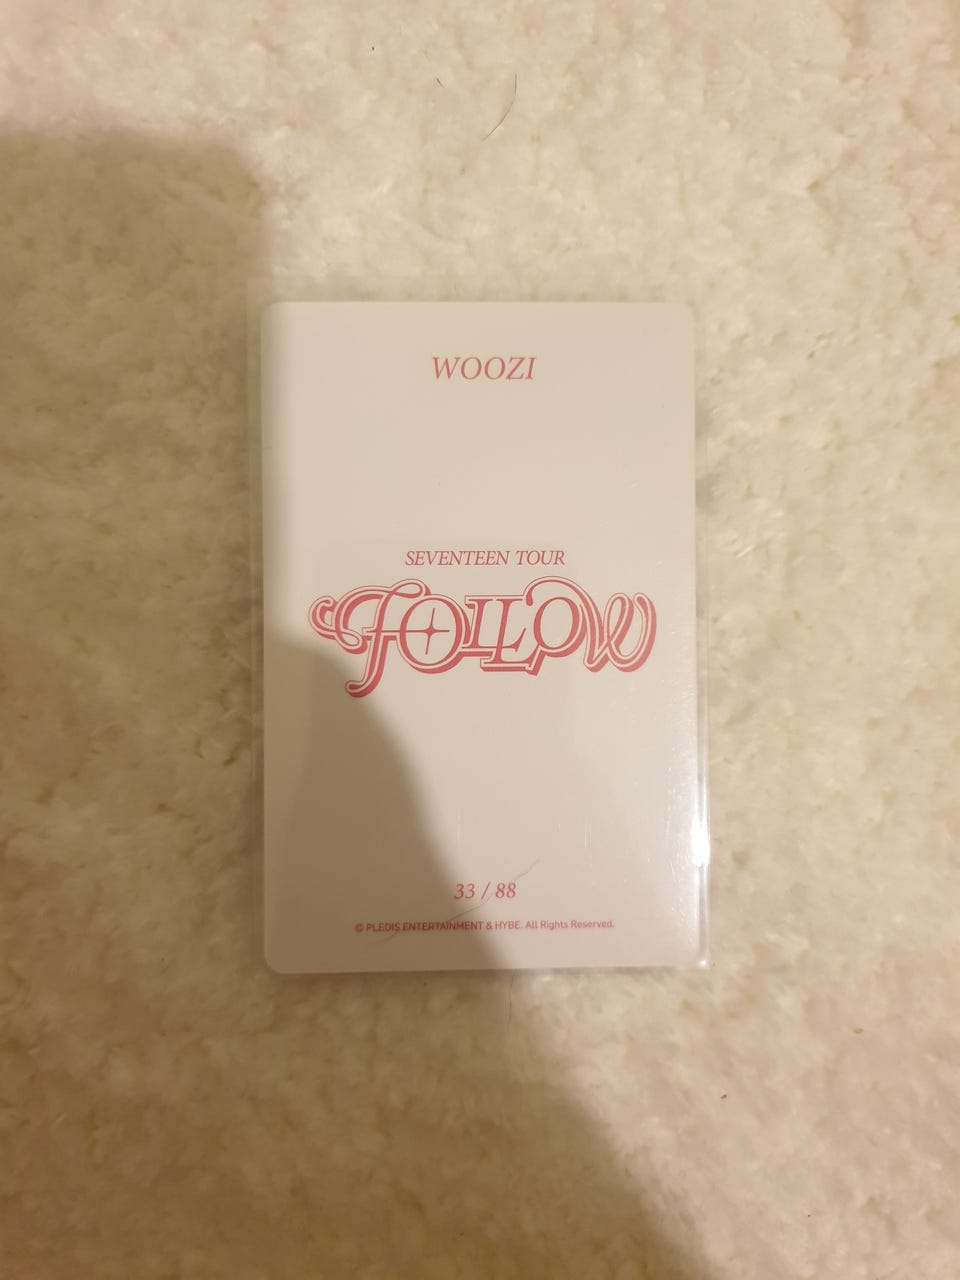 WOOZI
SEVENTEEN TOUR
FOLLOW
33 / 88
© PLEDIS ENTERTAINMENT & HYBE. All Rights Reserved.